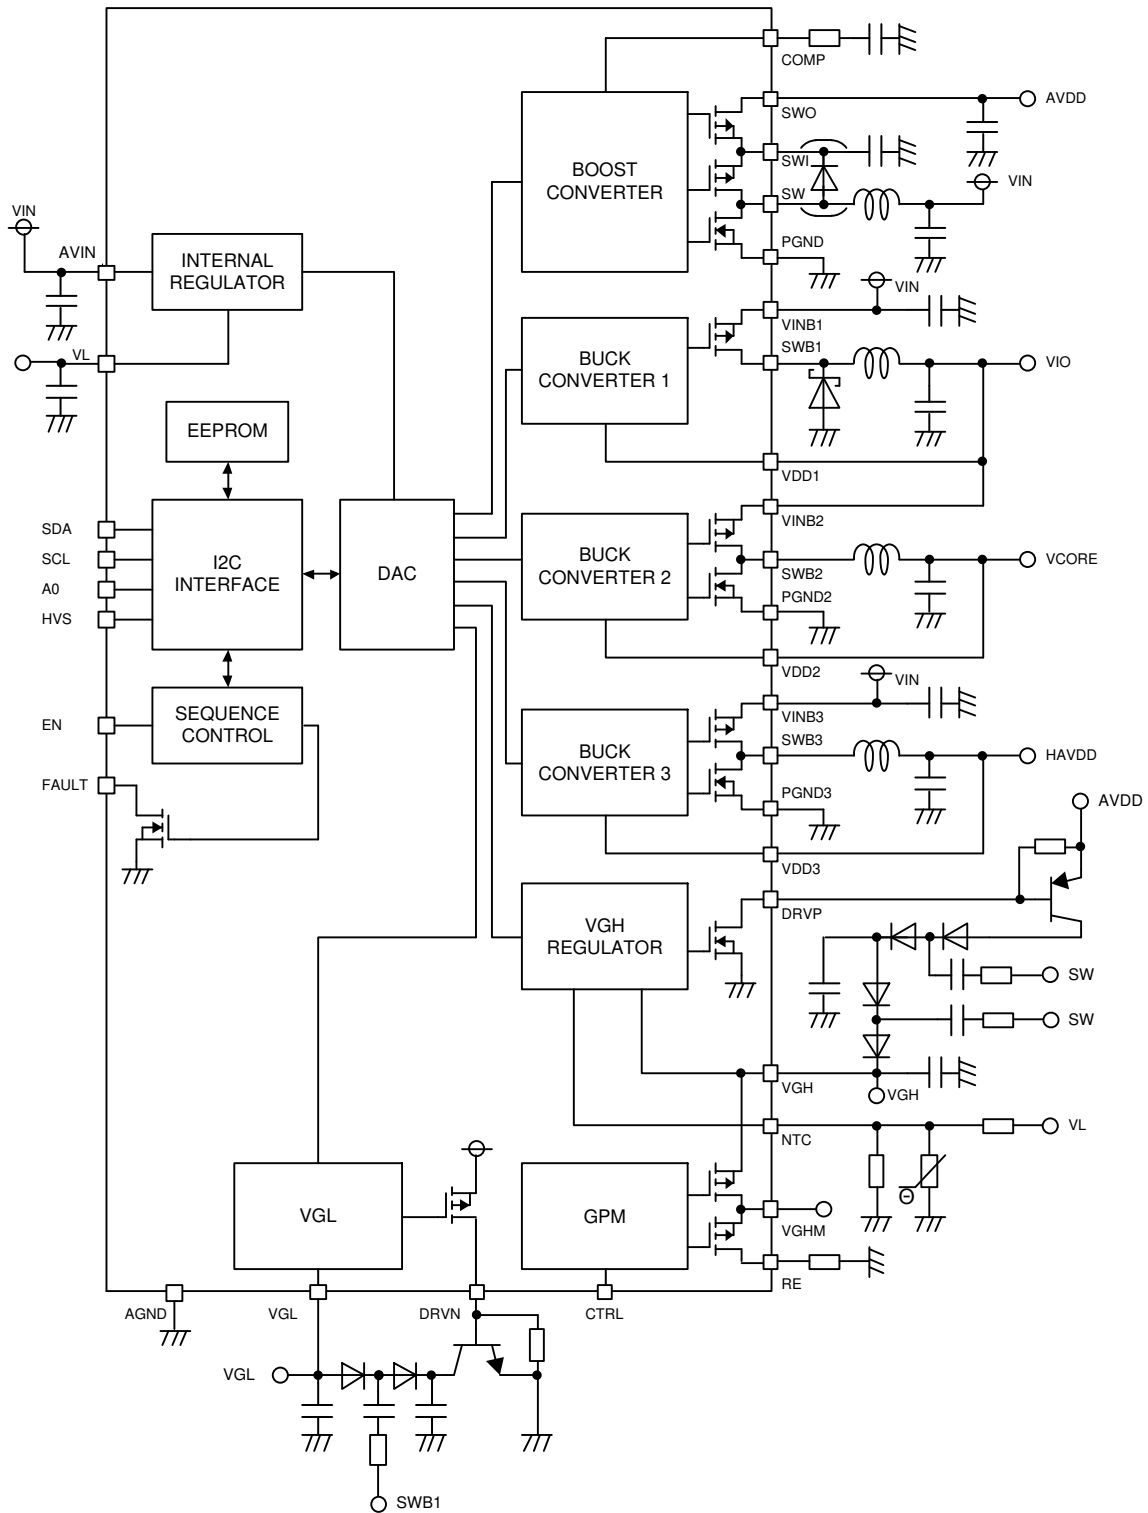 COMP
SWO
AVDD
BOOST
CONVERTER
SWI
SW
VIN
PGND
VIN
AVIN
INTERNAL
REGULATOR
VL
VIN
VINB1
SWB1
BUCK
CONVERTER 1
VIO
VDD1
EEPROM
SDA
SCL
A0
HVS
I2C
INTERFACE
DAC
VINB2
BUCK
CONVERTER 2
SWB2
PGND2
VCORE
VDD2
EN
SEQUENCE
CONTROL
FAULT
VIN
VINB3
SWB3
BUCK
CONVERTER 3
HAVDD
PGND3
VDD3
AVDD
VGH
REGULATOR
DRVP
SW
SW
VGH
VGH
NTC
VL
Θ
VGL
GPM
VGHM
RE
AGND
VGL
DRVN
CTRL
VGL
SWB1